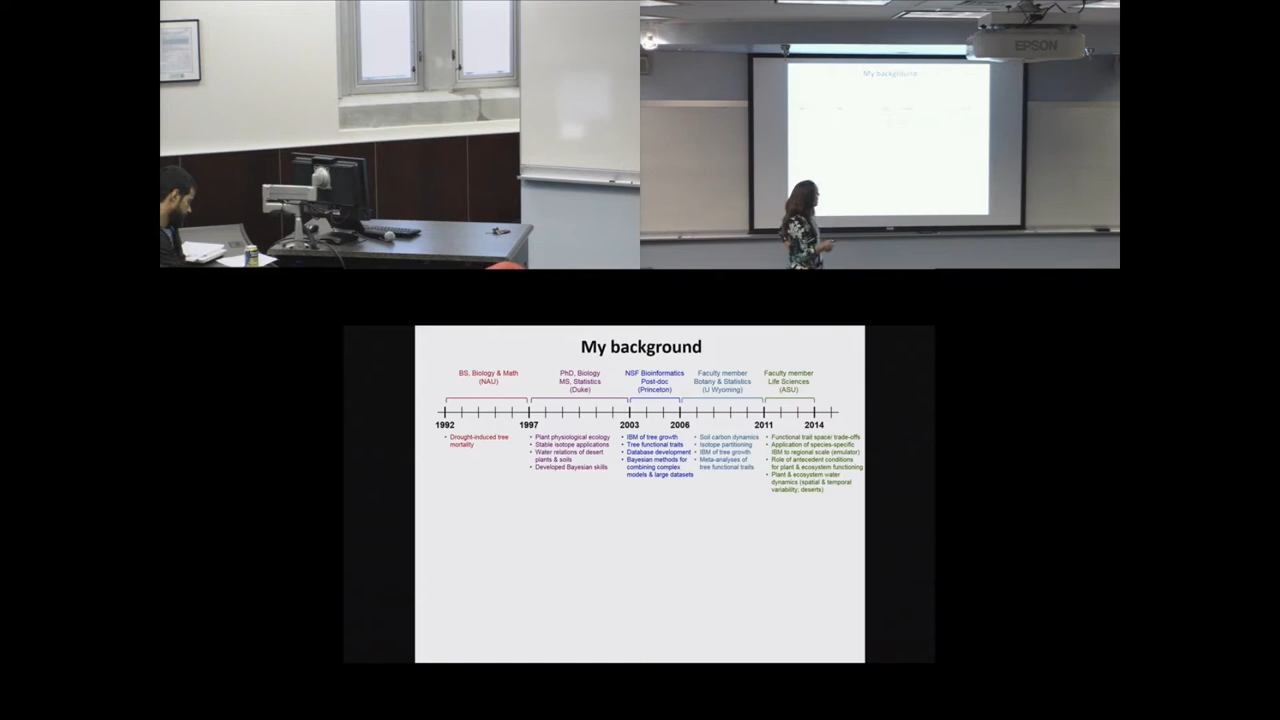 EPSON
My background
My background
BS, Biology & Math
(NAU)
PhD, Biology
MS, Statistics
(Duke)
NSF Bioinformatics
Post-doc
(Princeton)
Faculty member
Botany & Statistics
(U Wyoming)
Faculty member
Life Sciences
(ASU)
1992 1997 2003 2006 2011 2014
• Drought-induced tree
mortality
• Plant physiological ecology
• Stable isotope applications
• Water relations of desert
plants & soils
• Developed Bayesian skills
• IBM of tree growth
• Tree functional traits
• Database development
• Bayesian methods for
combining complex
models & large datasets
• Soil carbon dynamics
• Isotope partitioning
• IBM of tree growth
• Meta-analyses of
tree functional traits
• Functional trait space/ trade-offs
• Application of species-specific
IBM to regional scale (emulator)
• Role of antecedent conditions
for plant & ecosystem functioning
• Plant & ecosystem water
dynamics (spatial & temporal
variability; deserts)